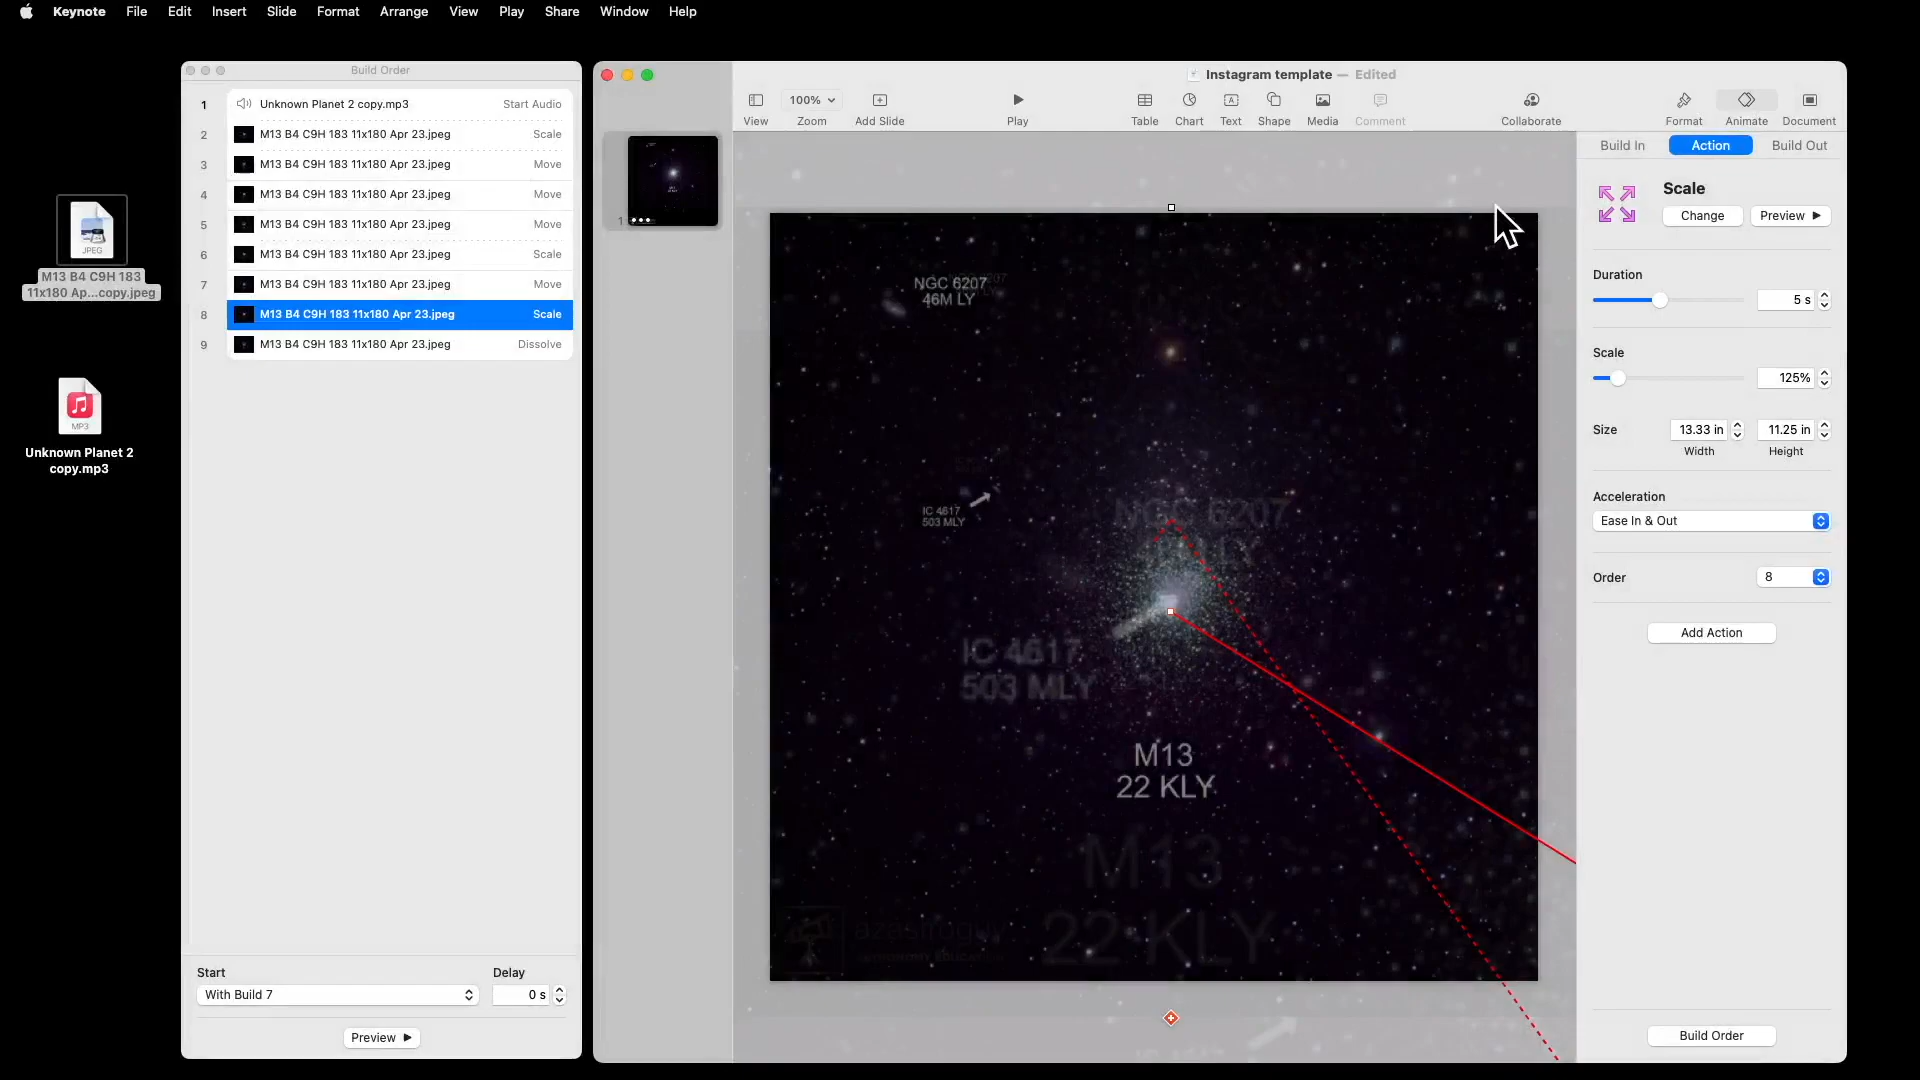 Keynote File Edit Insert Slide Format Arrange View Play Share Window Help
Build Order
1 Unknown Planet 2 copy.mp3 Start Audio
2 M13 B4 C9H 183 11x180 Apr 23.jpeg Scale
3 M13 B4 C9H 183 11x180 Apr 23.jpeg Move
4 M13 B4 C9H 183 11x180 Apr 23.jpeg Move
5 M13 B4 C9H 183 11x180 Apr 23.jpeg Move
6 M13 B4 C9H 183 11x180 Apr 23.jpeg Scale
7 M13 B4 C9H 183 11x180 Apr 23.jpeg Move
8 M13 B4 C9H 183 11x180 Apr 23.jpeg Scale
9 M13 B4 C9H 183 11x180 Apr 23.jpeg Dissolve
Start Delay
With Build 7 0 s
Preview
JPEG
M13 B4 C9H 183
11x180 Ap...copy.jpeg
MP3
Unknown Planet 2
copy.mp3
Instagram template — Edited
100%
View Zoom Add Slide Play Table Chart Text Shape Media Comment Collaborate Format Animate Document
1
NGC 6207
46M LY
IC 4617
503 MLY
NGC 6207
IC 4617
503 MLY
M13
22 KLY
M13
22 KLY
Build In Action Build Out
Scale
Change Preview
Duration
5 s
Scale
125%
Size 13.33 in 11.25 in
Width Height
Acceleration
Ease In & Out
Order 8
Add Action
Build Order